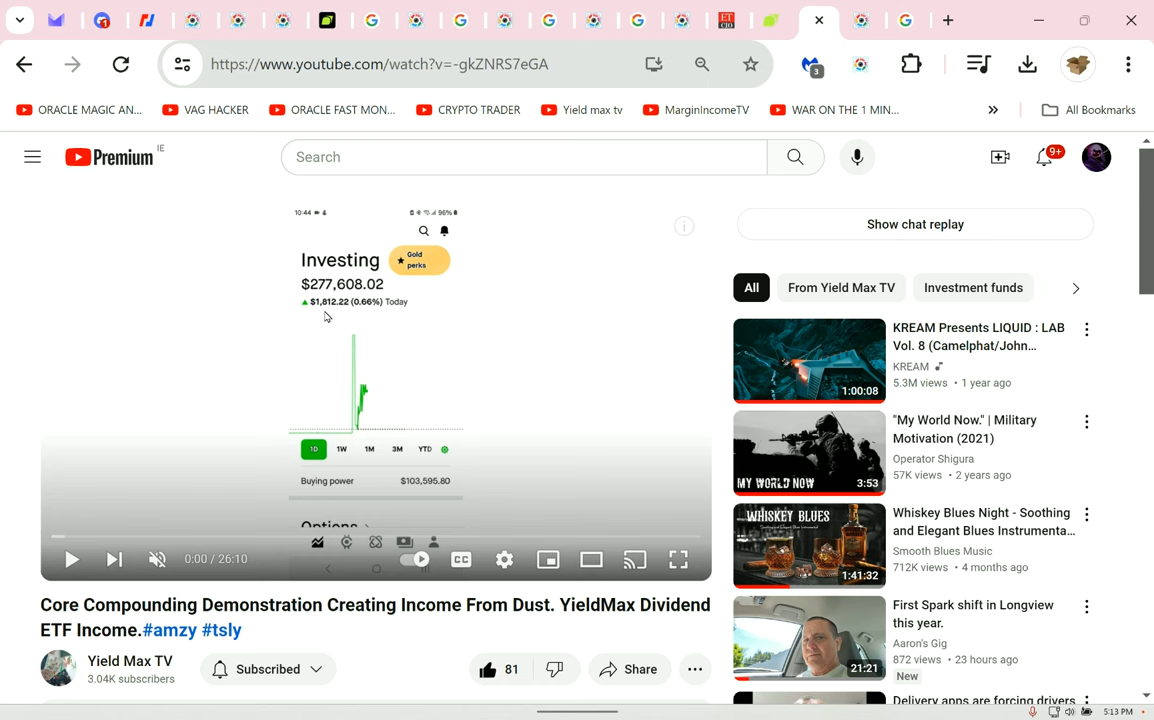 https://www.youtube.com/watch?v=-gkZNRS7eGA
3
ORACLE MAGIC AN...
VAG HACKER
ORACLE FAST MON...
CRYPTO TRADER
Yield max tv
MarginIncomeTV
WAR ON THE 1 MIN...
»
All Bookmarks
Premium IE
Search
9+
10:44
96%
Investing
Gold perks
$277,608.02
▲ $1,812.22 (0.66%) Today
1D 1W 1M 3M YTD
Buying power $103,595.80
Options
0:00 / 26:10
CC
Core Compounding Demonstration Creating Income From Dust. YieldMax Dividend
ETF Income.#amzy #tsly
Yield Max TV
3.04K subscribers
Subscribed
81
Share
Show chat replay
All
From Yield Max TV
Investment funds
1:00:08
KREAM Presents LIQUID : LAB
Vol. 8 (Camelphat/John...
KREAM
5.3M views • 1 year ago
MY WORLD NOW
3:53
"My World Now." | Military
Motivation (2021)
Operator Shigura
57K views • 2 years ago
WHISKEY BLUES
1:41:32
Whiskey Blues Night - Soothing
and Elegant Blues Instrumenta...
Smooth Blues Music
712K views • 4 months ago
21:21
First Spark shift in Longview
this year.
Aaron's Gig
872 views • 23 hours ago
New
Delivery apps are forcing drivers
5:13 PM